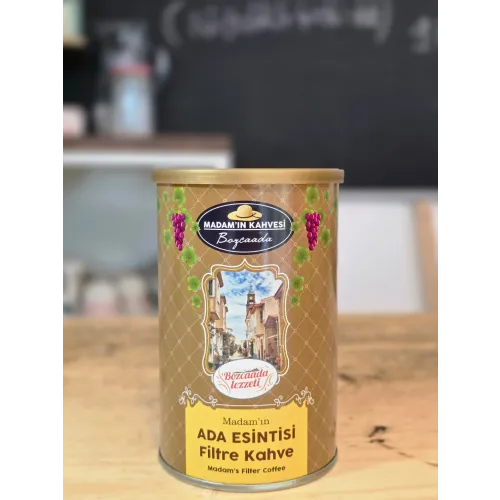 MADAM'IN KAHVESİ
Bozcaada
Bozcaada
lezzeti
Madam'ın
ADA ESİNTİSİ
Filtre Kahve
Madam's Filter Coffee